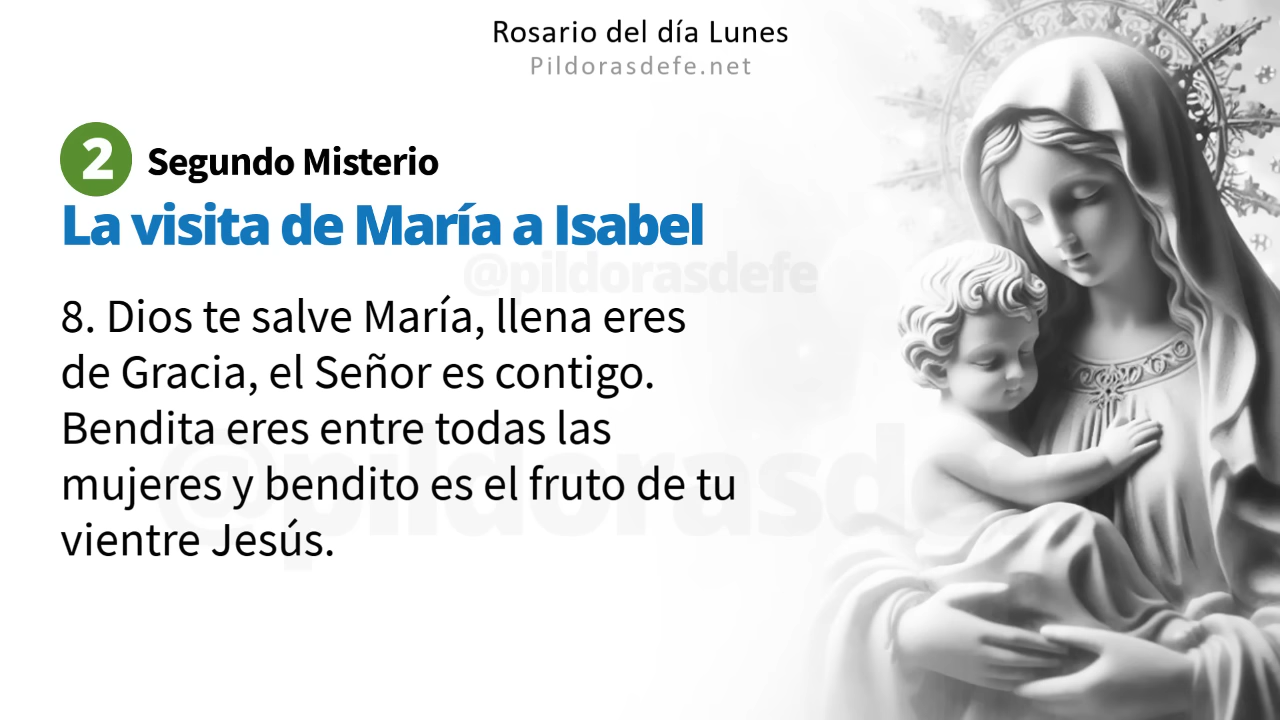 Rosario del día Lunes
Pildorasdefe.net
2 Segundo Misterio
La visita de María a Isabel
@pildorasdefe
8. Dios te salve María, llena eres
de Gracia, el Señor es contigo.
Bendita eres entre todas las
mujeres y bendito es el fruto de tu
vientre Jesús.
@pildorasde